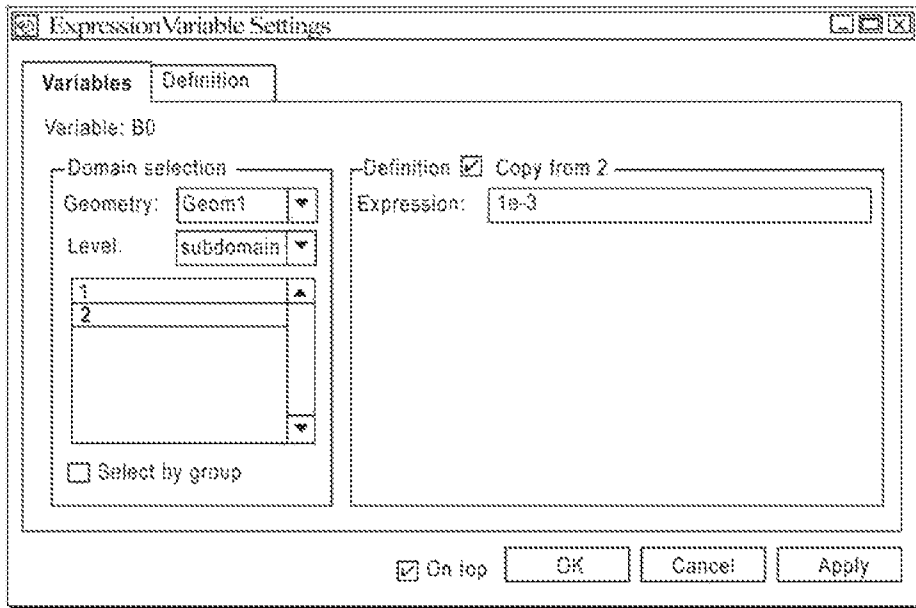 Expression Variable Settings
Variables
Definition
Variable: B0
Domain selection
Geometry: Geom1
Level: subdomain
1
2
Select by group
Definition Copy from 2
Expression: 1e-3
On top OK Cancel Apply